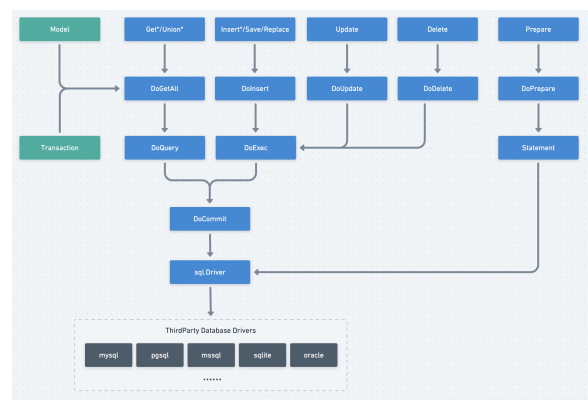 Model
Get*/Union*
Insert*/Save/Replace
Update
Delete
Prepare
DoGetAll
DoInsert
DoUpdate
DoDelete
DoPrepare
Transaction
DoQuery
DoExec
Statement
DoCommit
sql.Driver
ThirdParty Database Drivers
mysql
pgsql
mssql
sqlite
oracle
......